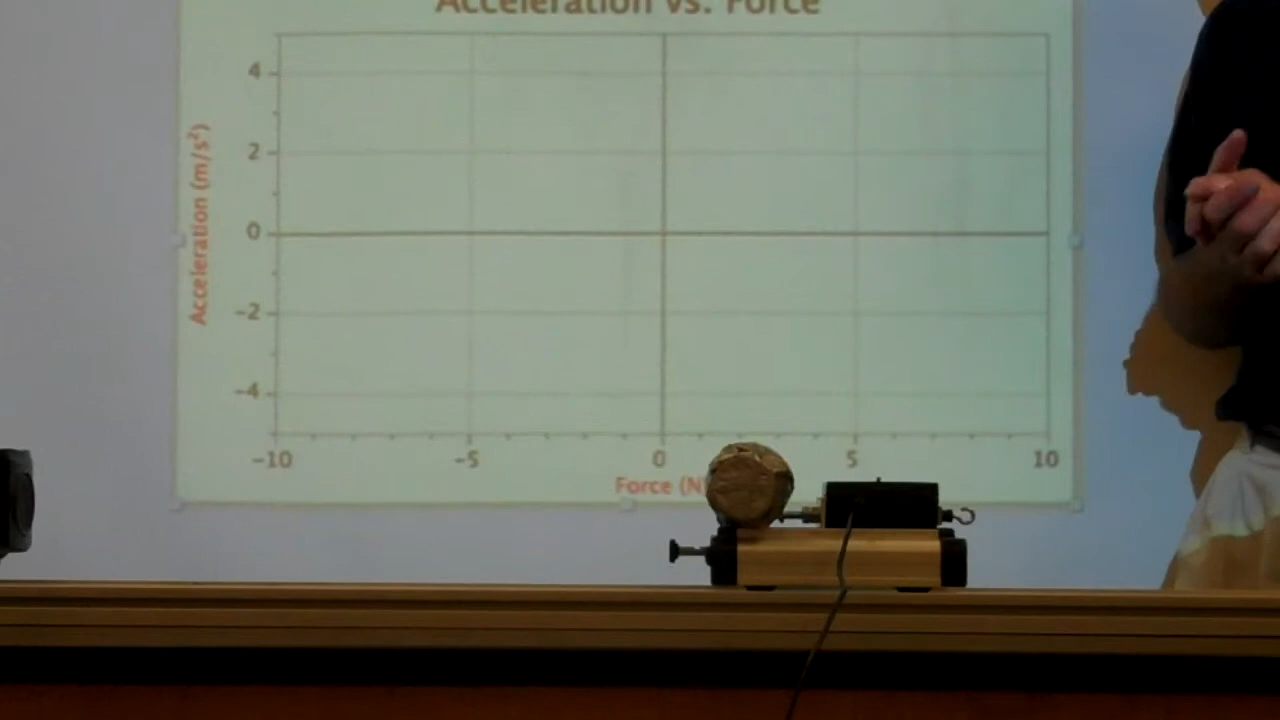 Acceleration vs. Force
4
2
0
-2
-4
Acceleration (m/s²)
-10 -5 0 5 10
Force (N